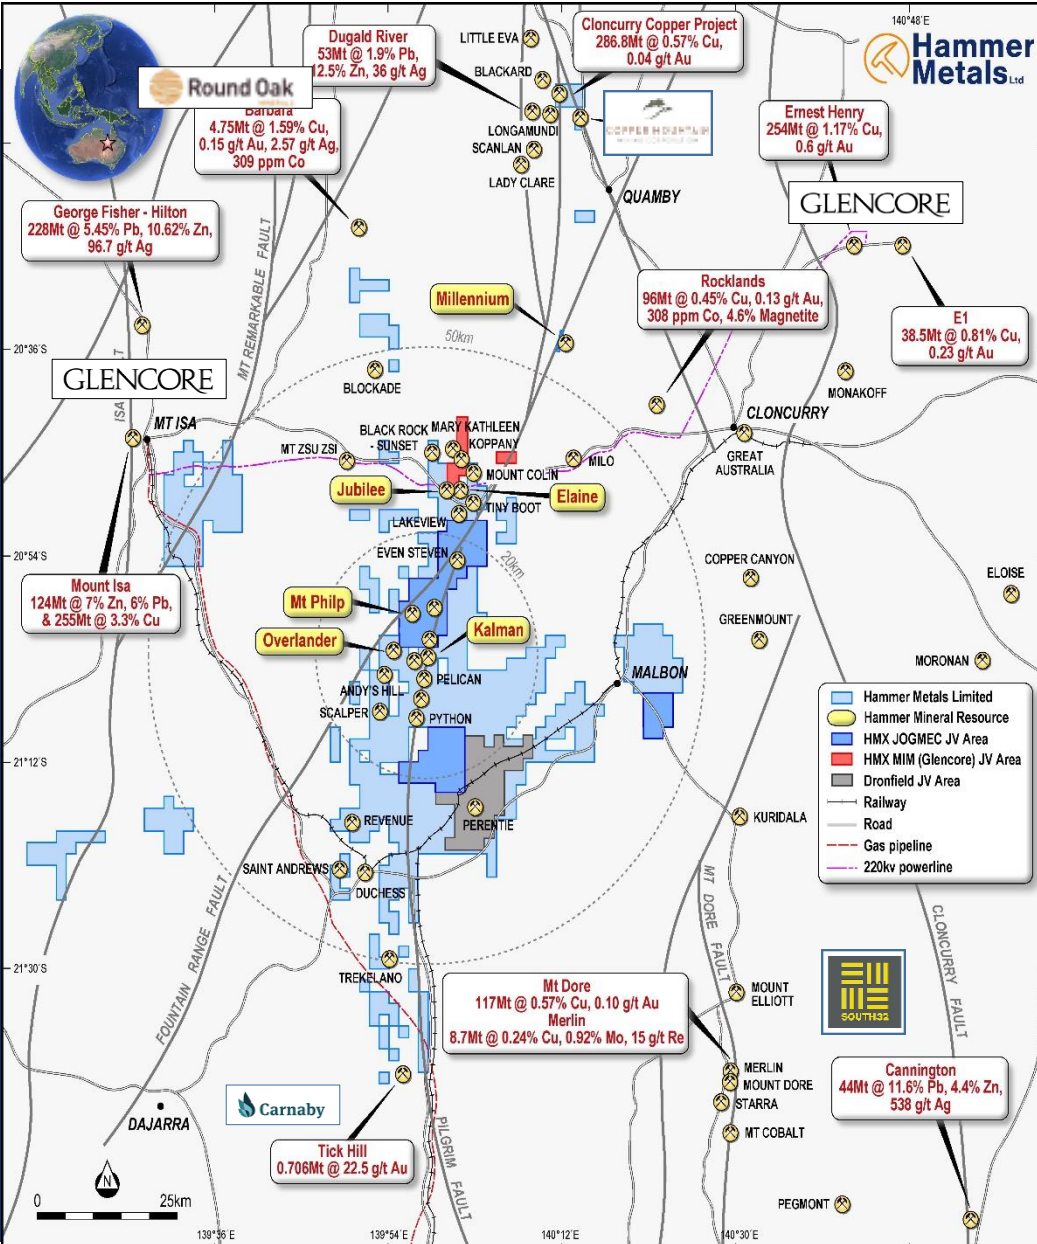 140°48'E
Hammer
Metals Ltd
Dugald River
53Mt @ 1.9% Pb,
12.5% Zn, 36 g/t Ag
LITTLE EVA
Cloncurry Copper Project
286.8Mt @ 0.57% Cu,
0.04 g/t Au
BLACKARD
Round Oak
Barbara
4.75Mt @ 1.59% Cu,
0.15 g/t Au, 2.57 g/t Ag,
309 ppm Co
COPPER MOUNTAIN
LONGAMUNDI
SCANLAN
LADY CLARE
Ernest Henry
254Mt @ 1.17% Cu,
0.6 g/t Au
GLENCORE
QUAMBY
George Fisher - Hilton
228Mt @ 5.45% Pb, 10.62% Zn,
96.7 g/t Ag
MT REMARKABLE FAULT
Rocklands
96Mt @ 0.45% Cu, 0.13 g/t Au,
308 ppm Co, 4.6% Magnetite
Millennium
E1
38.5Mt @ 0.81% Cu,
0.23 g/t Au
50km
20°36'S
BLOCKADE
MONAKOFF
GLENCORE
ISA
LT
MT ISA
CLONCURRY
GREAT
AUSTRALIA
BLACK ROCK
- SUNSET
MARY KATHLEEN
KOPPANY
MT ZSU ZSI
MILO
MOUNT COLIN
Jubilee
Elaine
TINY BOOT
LAKEVIEW
EVEN STEVEN
20°54'S
20km
COPPER CANYON
ELOISE
Mount Isa
124Mt @ 7% Zn, 6% Pb,
& 255Mt @ 3.3% Cu
Mt Philp
GREENMOUNT
Overlander
Kalman
MORONAN
PELICAN
ANDY'S HILL
MALBON
SCALPER
PYTHON
Hammer Metals Limited
Hammer Mineral Resource
HMX JOGMEC JV Area
HMX MIM (Glencore) JV Area
Dronfield JV Area
Railway
Road
Gas pipeline
220kv powerline
21°12'S
REVENUE
PERENTIE
KURIDALA
SAINT ANDREWS
DUCHESS
FOUNTAIN RANGE FAULT
MT DORE FAULT
CLONCURRY FAULT
21°30'S
TREKELANO
Mt Dore
117Mt @ 0.57% Cu, 0.10 g/t Au
Merlin
8.7Mt @ 0.24% Cu, 0.92% Mo, 15 g/t Re
MOUNT
ELLIOTT
SOUTH32
MERLIN
MOUNT DORE
STARRA
MT COBALT
Cannington
44Mt @ 11.6% Pb, 4.4% Zn,
538 g/t Ag
Carnaby
DAJARRA
Tick Hill
0.706Mt @ 22.5 g/t Au
PILGRIM FAULT
N
0 25km
PEGMONT
139°36'E
139°54'E
140°12'E
140°30'E